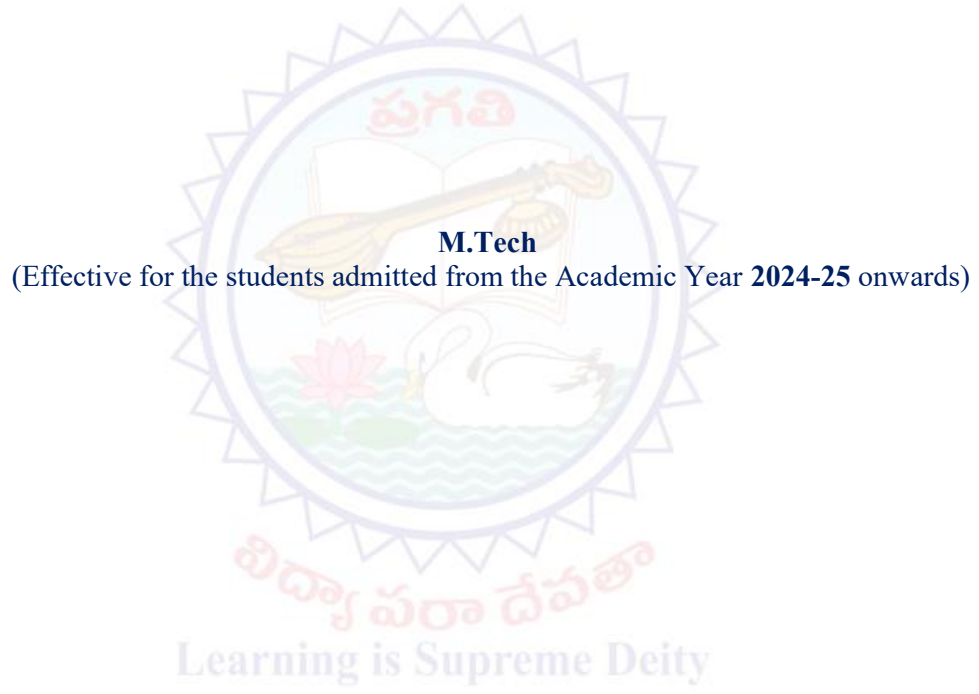 ప్రగతి
M.Tech
(Effective for the students admitted from the Academic Year 2024-25 onwards)
విద్యా పరా దేవతా
Learning is Supreme Deity